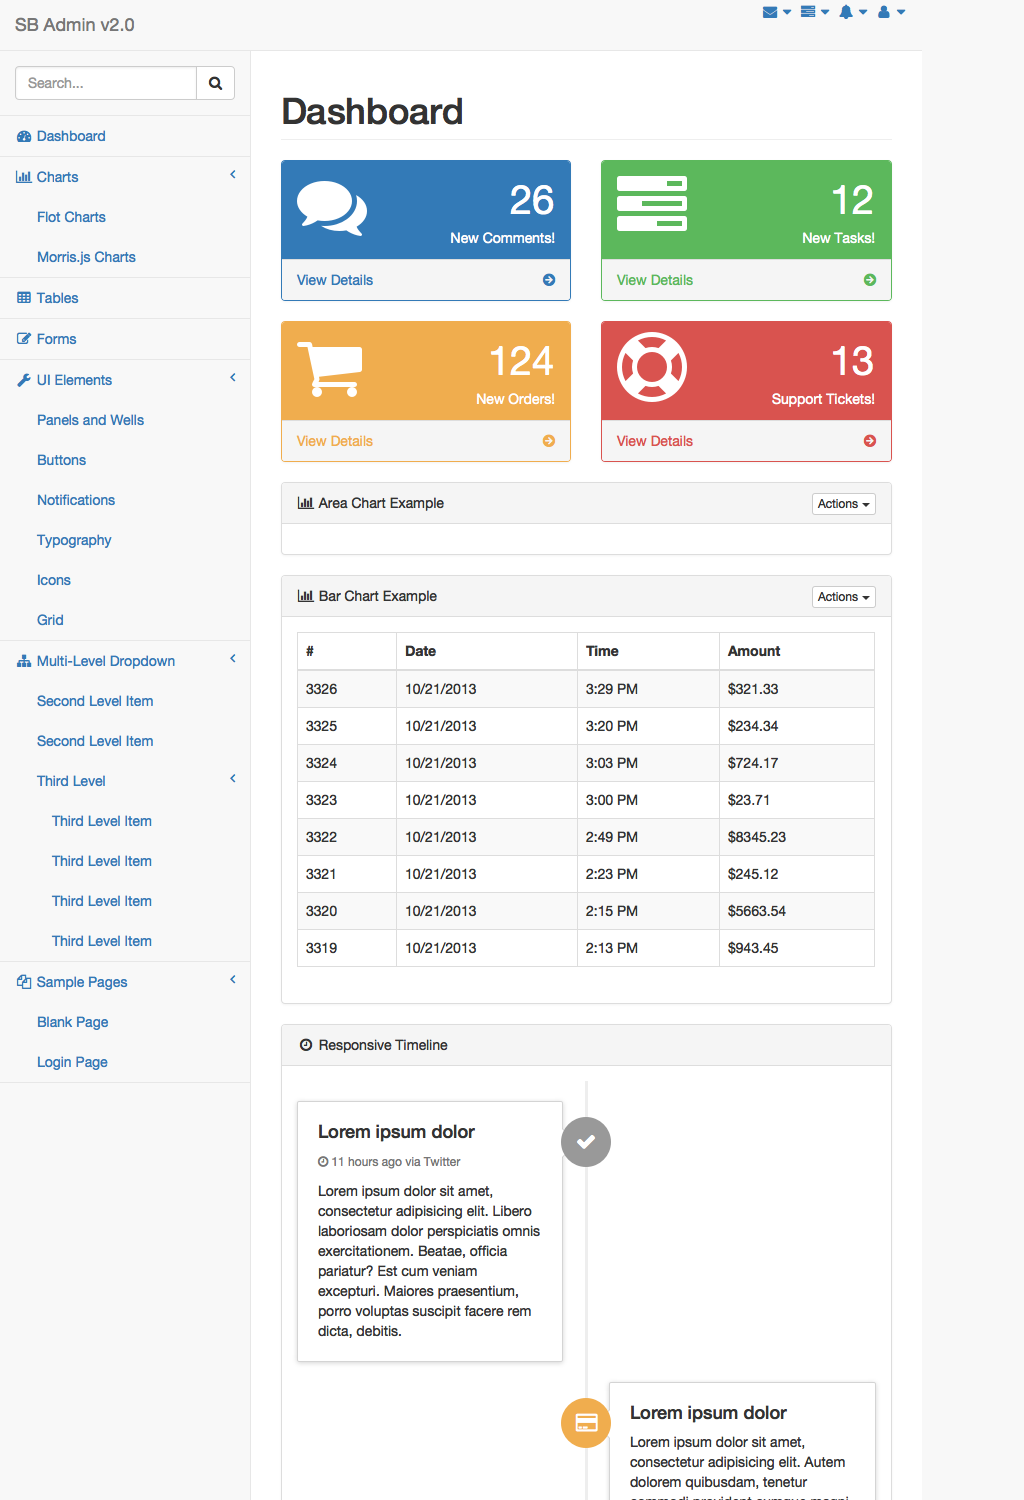 SB Admin v2.0
Search...
Dashboard
Charts
Flot Charts
Morris.js Charts
Tables
Forms
UI Elements
Panels and Wells
Buttons
Notifications
Typography
Icons
Grid
Multi-Level Dropdown
Second Level Item
Second Level Item
Third Level
Third Level Item
Third Level Item
Third Level Item
Third Level Item
Sample Pages
Blank Page
Login Page
Dashboard
26
New Comments!
View Details
12
New Tasks!
View Details
124
New Orders!
View Details
13
Support Tickets!
View Details
Area Chart Example Actions
Bar Chart Example Actions
# Date Time Amount
3326 10/21/2013 3:29 PM $321.33
3325 10/21/2013 3:20 PM $234.34
3324 10/21/2013 3:03 PM $724.17
3323 10/21/2013 3:00 PM $23.71
3322 10/21/2013 2:49 PM $8345.23
3321 10/21/2013 2:23 PM $245.12
3320 10/21/2013 2:15 PM $5663.54
3319 10/21/2013 2:13 PM $943.45
Responsive Timeline
Lorem ipsum dolor
11 hours ago via Twitter
Lorem ipsum dolor sit amet,
consectetur adipisicing elit. Libero
laboriosam dolor perspiciatis omnis
exercitationem. Beatae, officia
pariatur? Est cum veniam
excepturi. Maiores praesentium,
porro voluptas suscipit facere rem
dicta, debitis.
Lorem ipsum dolor
Lorem ipsum dolor sit amet,
consectetur adipisicing elit. Autem
dolorem quibusdam, tenetur